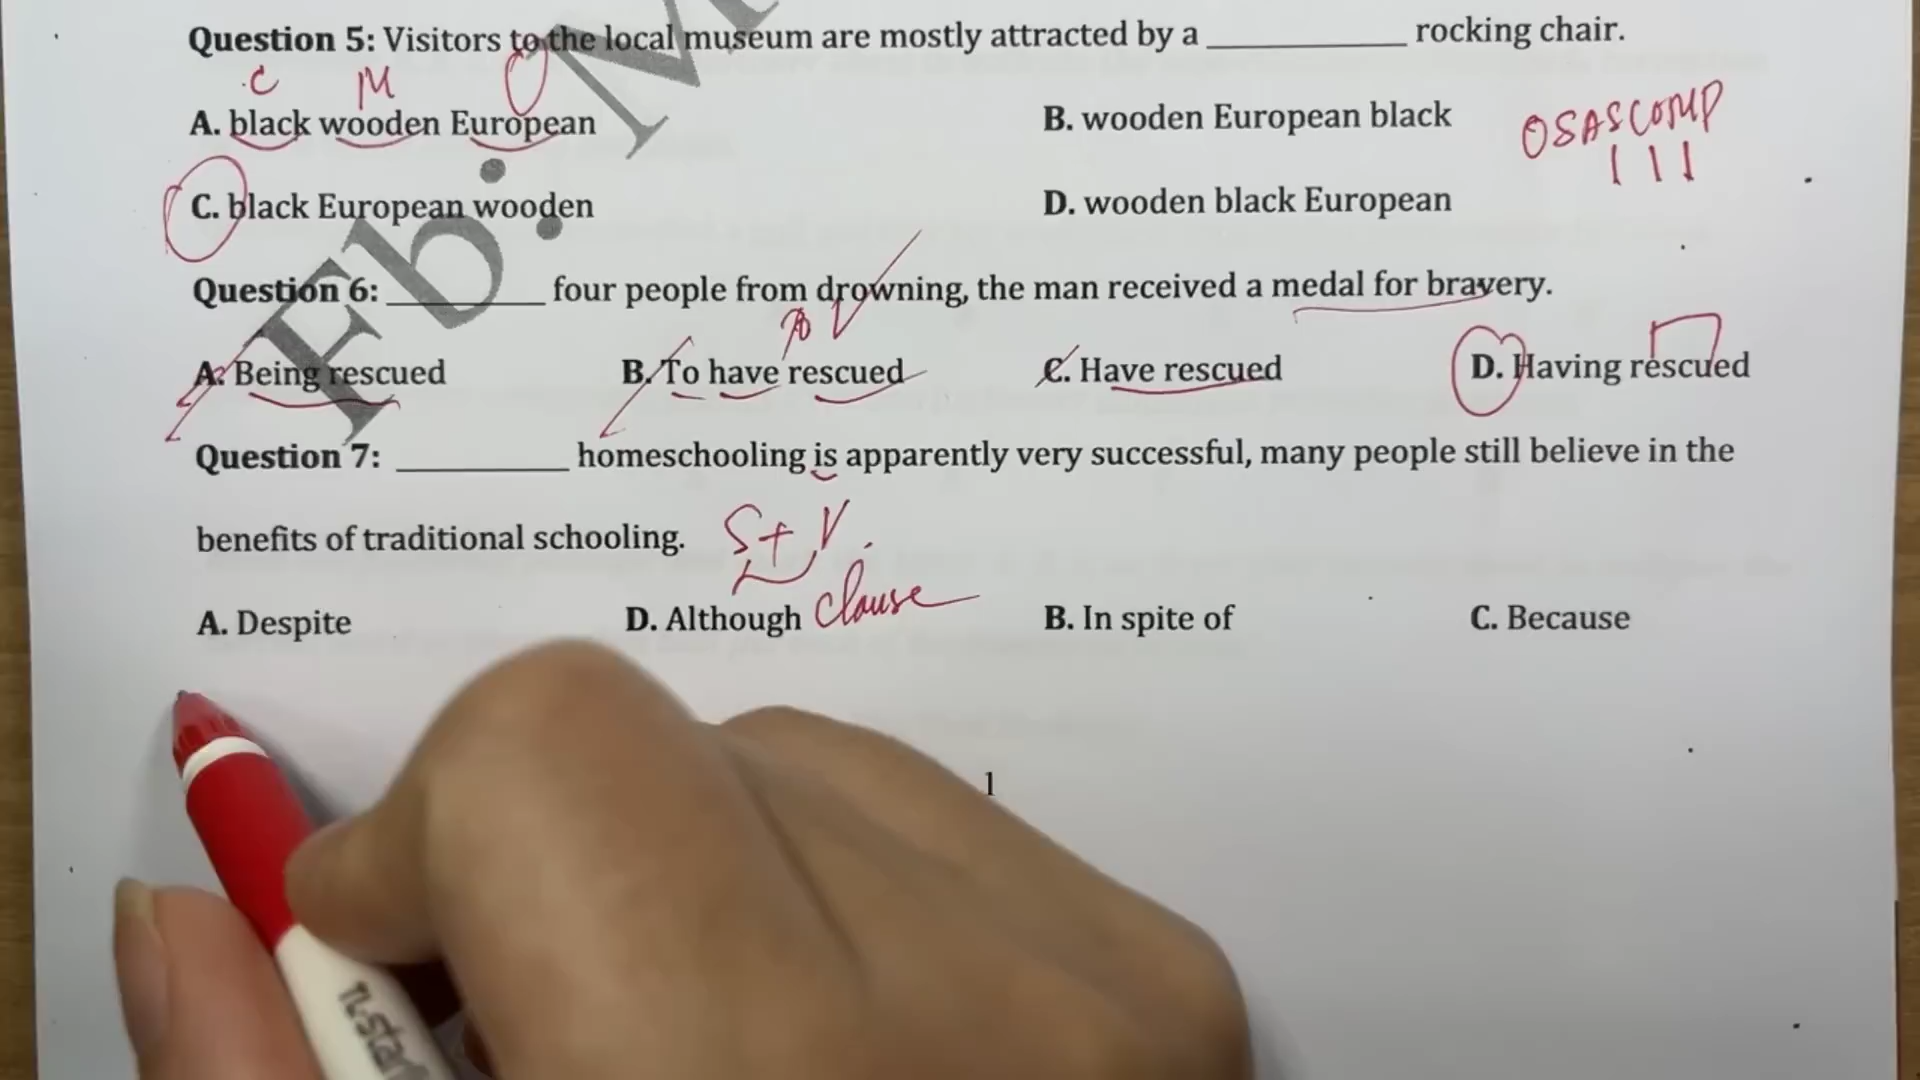 Question 5: Visitors to the local museum are mostly attracted by a __________ rocking chair.
C M O
A. black wooden European B. wooden European black OSASCOMP
C. black European wooden D. wooden black European
Question 6: __________ four people from drowning, the man received a medal for bravery.
A. Being rescued B. To have rescued C. Have rescued D. Having rescued
Question 7: __________ homeschooling is apparently very successful, many people still believe in the
benefits of traditional schooling. S + V
A. Despite D. Although clause B. In spite of C. Because
1
Fb: M